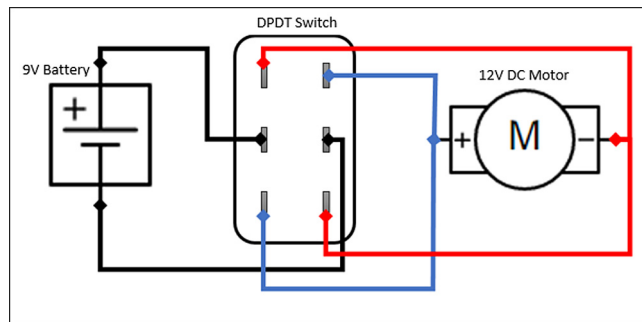 DPDT Switch
9V Battery
12V DC Motor
+
+ M −